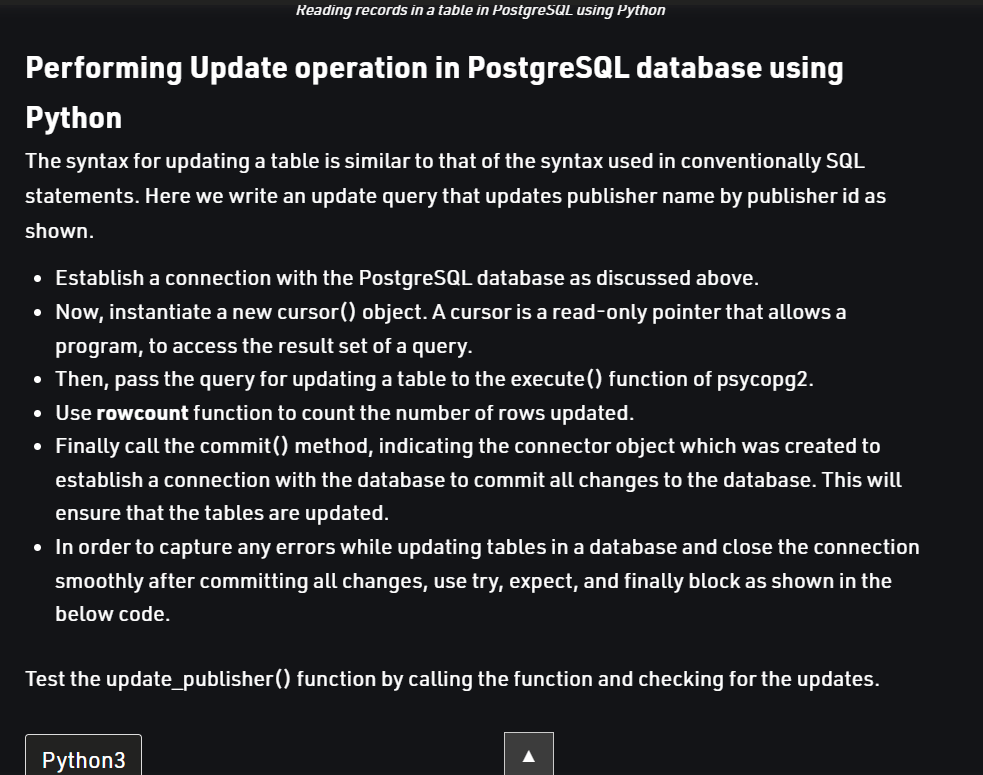 Reading records in a table in PostgreSQL using Python
Performing Update operation in PostgreSQL database using
Python
The syntax for updating a table is similar to that of the syntax used in conventionally SQL
statements. Here we write an update query that updates publisher name by publisher id as
shown.
• Establish a connection with the PostgreSQL database as discussed above.
• Now, instantiate a new cursor() object. A cursor is a read-only pointer that allows a
program, to access the result set of a query.
• Then, pass the query for updating a table to the execute() function of psycopg2.
• Use rowcount function to count the number of rows updated.
• Finally call the commit() method, indicating the connector object which was created to
establish a connection with the database to commit all changes to the database. This will
ensure that the tables are updated.
• In order to capture any errors while updating tables in a database and close the connection
smoothly after committing all changes, use try, expect, and finally block as shown in the
below code.
Test the update_publisher() function by calling the function and checking for the updates.
Python3
▲